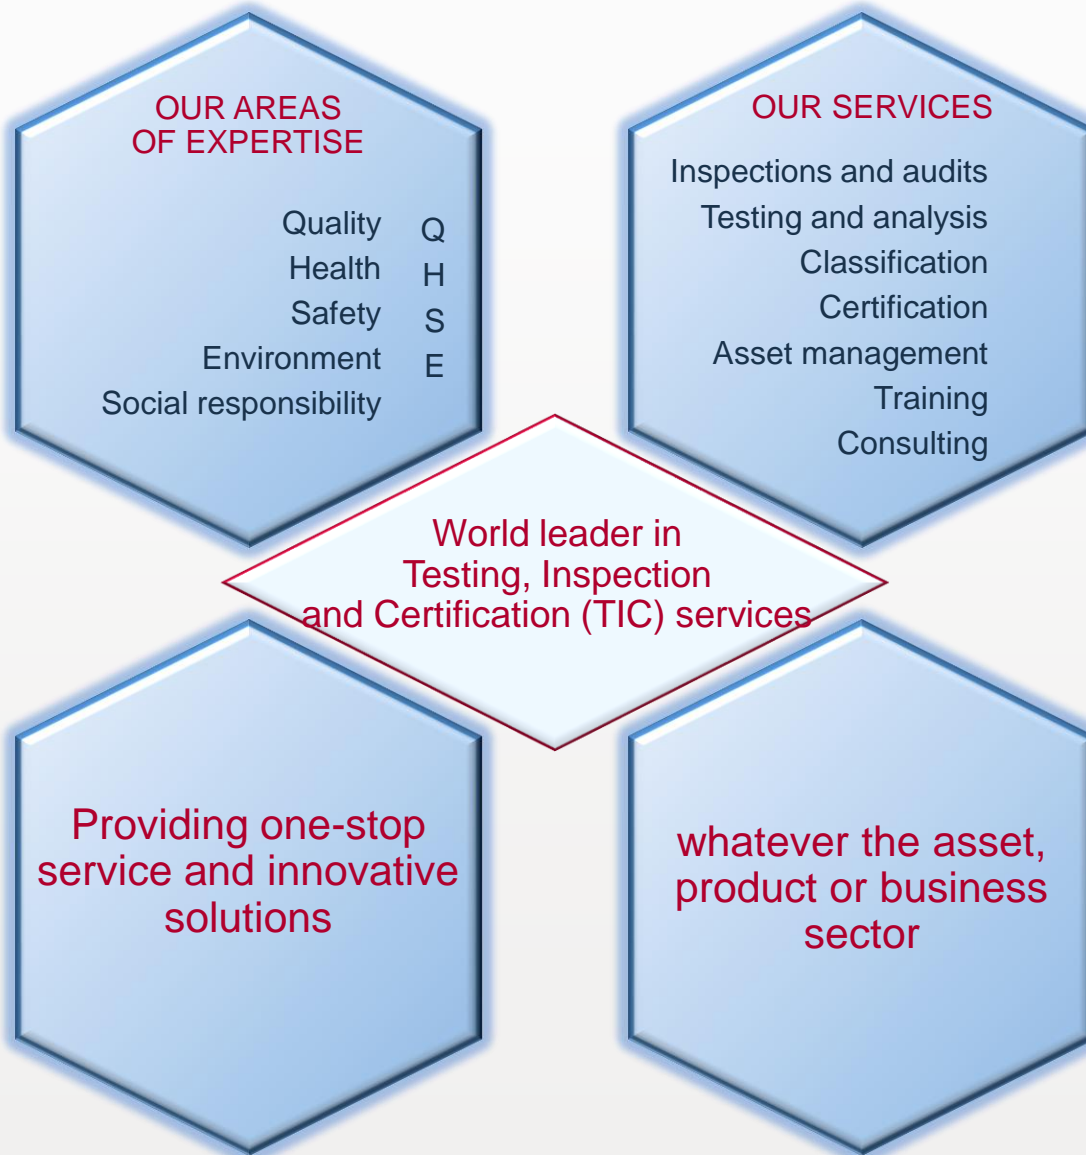 OUR AREAS
OF EXPERTISE
Quality Q
Health H
Safety S
Environment E
Social responsibility
OUR SERVICES
Inspections and audits
Testing and analysis
Classification
Certification
Asset management
Training
Consulting
World leader in
Testing, Inspection
and Certification (TIC) services
Providing one-stop
service and innovative
solutions
whatever the asset,
product or business
sector